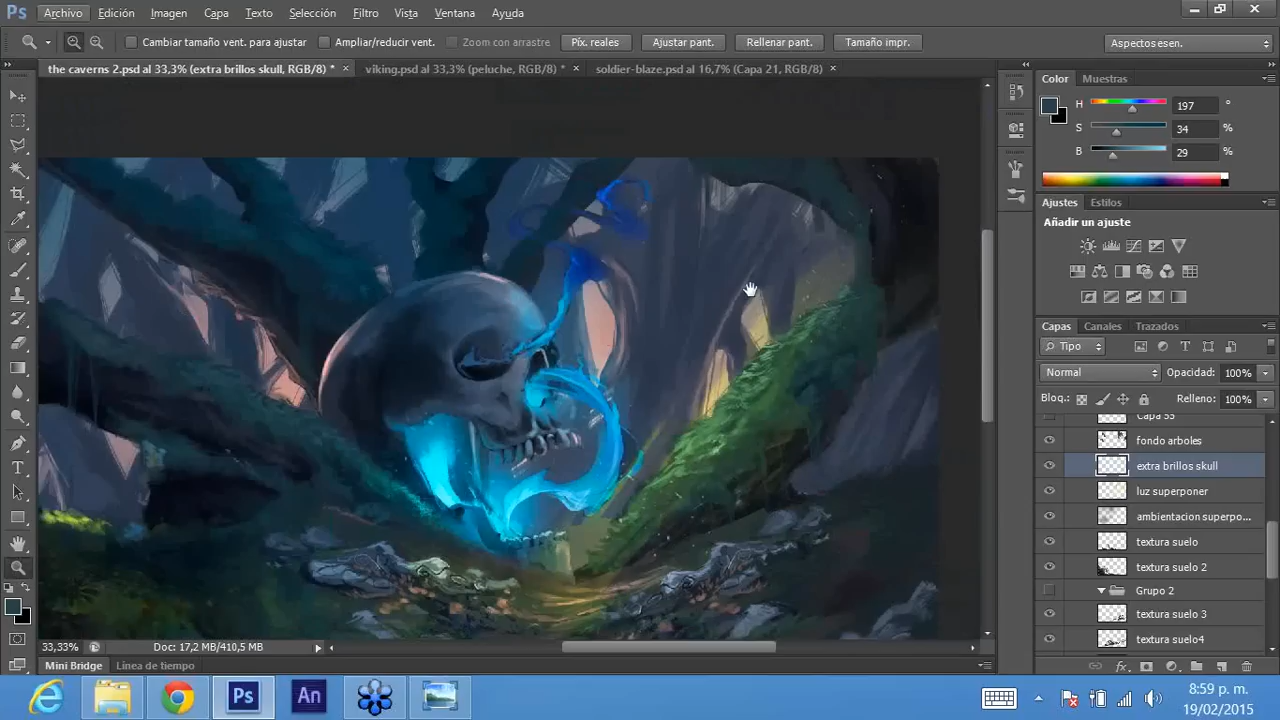 Ps Archivo Edición Imagen Capa Texto Selección Filtro Vista Ventana Ayuda
Cambiar tamaño vent. para ajustar Ampliar/reducir vent. Zoom con arrastre Píx. reales Ajustar pant. Rellenar pant. Tamaño impr. Aspectos esen.
the caverns 2.psd al 33,3% (extra brillos skull, RGB/8) * × viking.psd al 33,3% (peluche, RGB/8) * × soldier-blaze.psd al 16,7% (Capa 21, RGB/8) ×
Color Muestras
H 197 °
S 34 %
B 29 %
Ajustes Estilos
Añadir un ajuste
Capas Canales Trazados
Tipo
Normal Opacidad: 100%
Bloq.: Relleno: 100%
Capa 55
fondo arboles
extra brillos skull
luz superponer
ambientacion superpo...
textura suelo
textura suelo 2
Grupo 2
textura suelo 3
textura suelo4
33,33% Doc: 17,2 MB/410,5 MB
Mini Bridge Línea de tiempo
Ps An
8:59 p. m.
19/02/2015